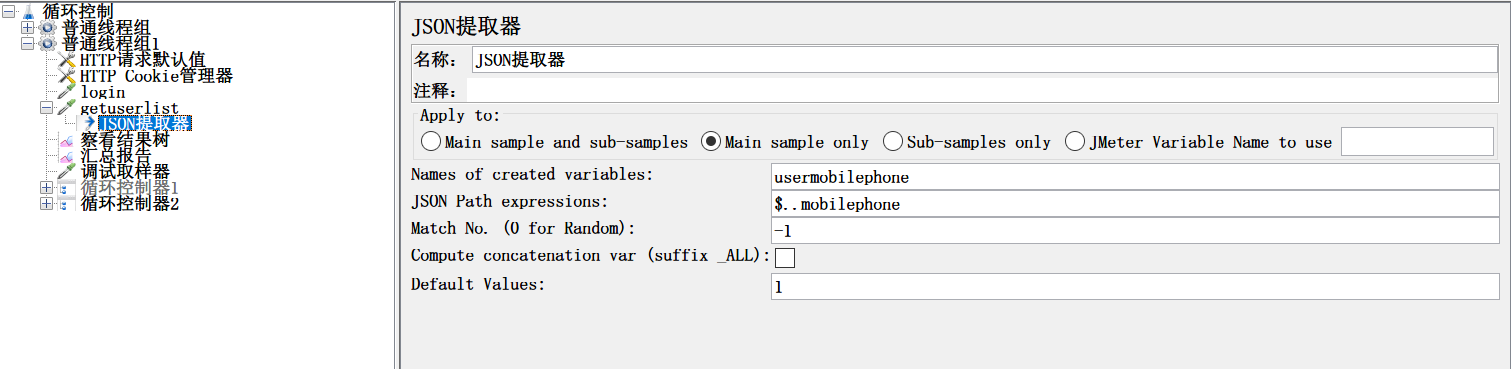 循环控制
普通线程组
普通线程组1
HTTP请求默认值
HTTP Cookie管理器
login
getuserlist
JSON提取器
察看结果树
汇总报告
调试取样器
循环控制器1
循环控制器2
JSON提取器
名称： JSON提取器
注释：
Apply to:
Main sample and sub-samples Main sample only Sub-samples only JMeter Variable Name to use
Names of created variables: usermobilephone
JSON Path expressions: $..mobilephone
Match No. (0 for Random): -1
Compute concatenation var (suffix _ALL):
Default Values: 1